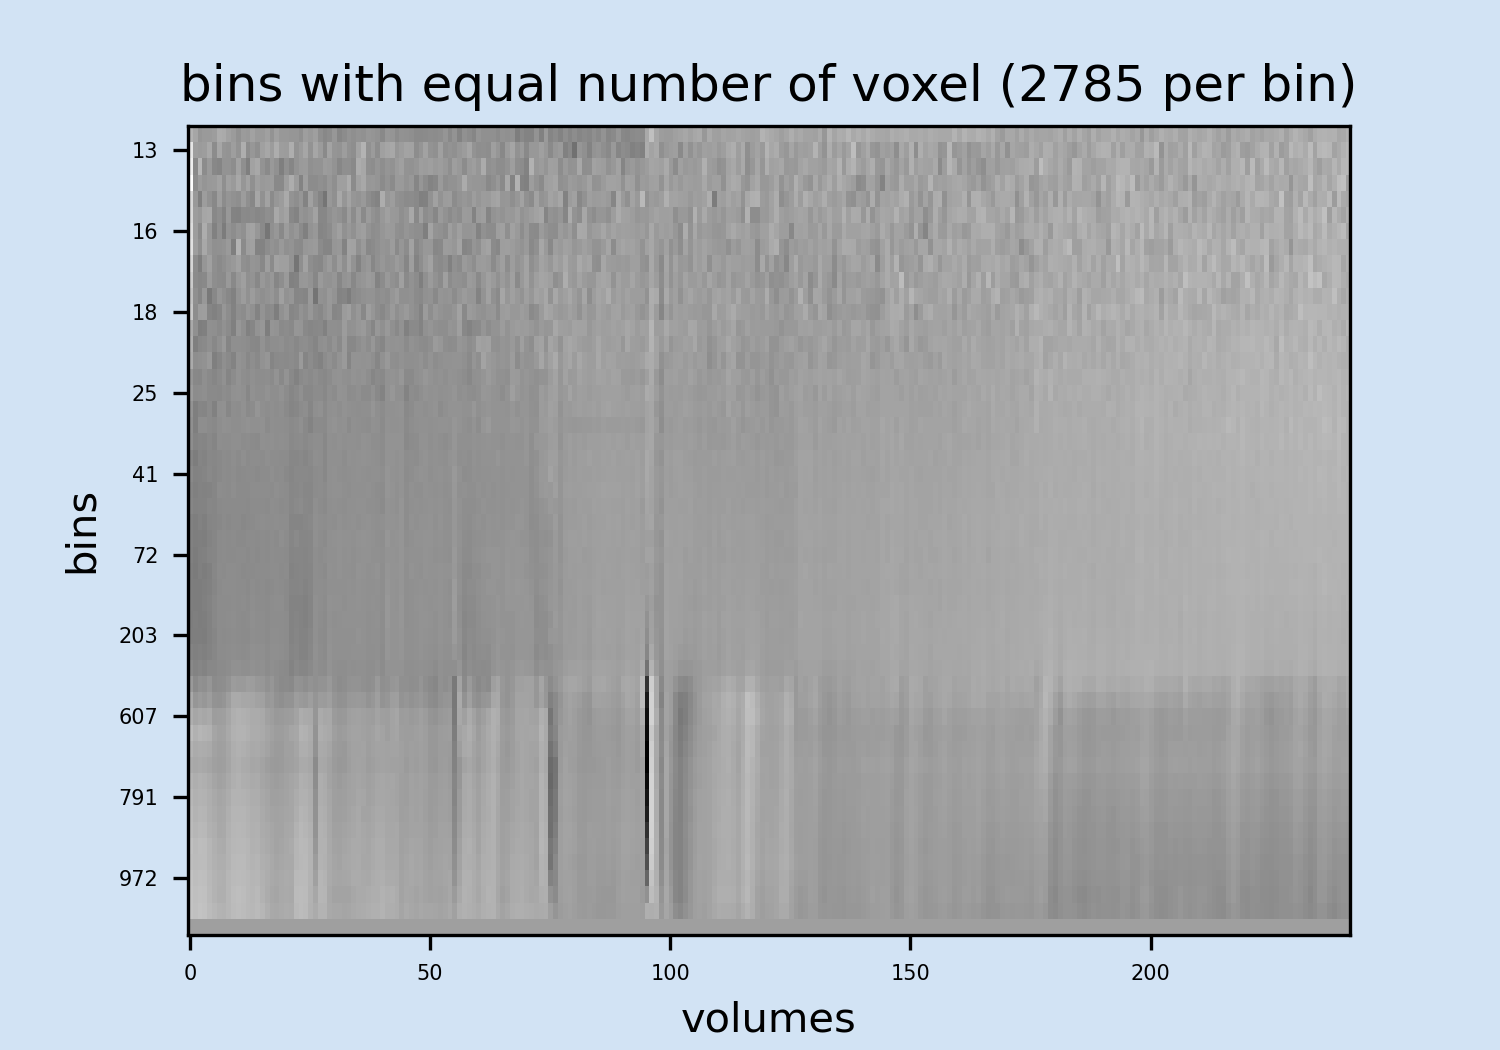 bins with equal number of voxel (2785 per bin)
13
16
18
25
41
72
203
607
791
972
bins
0 50 100 150 200
volumes